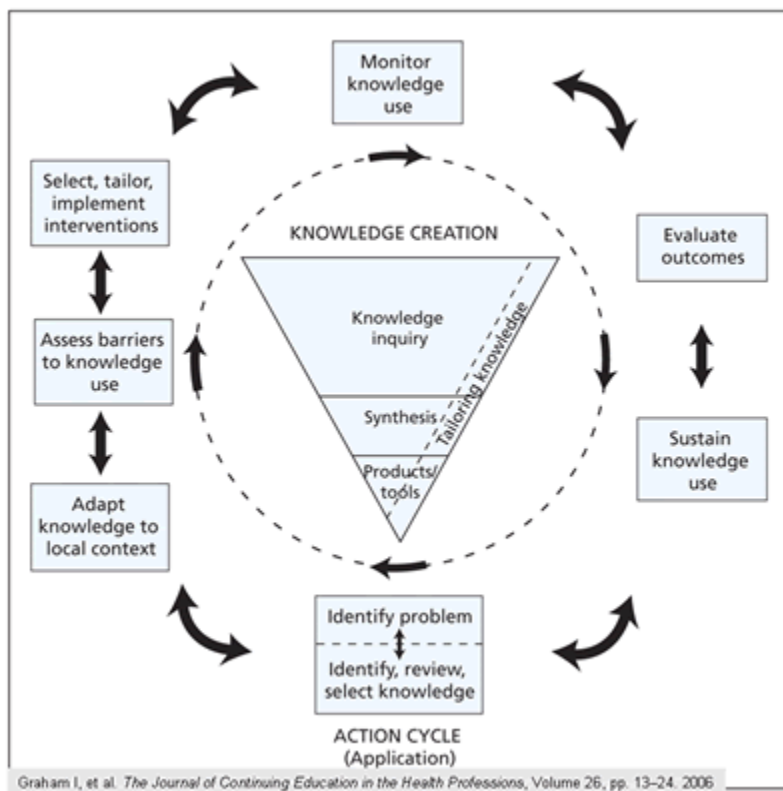 Monitor
knowledge
use
Select, tailor,
implement
interventions
KNOWLEDGE CREATION
Evaluate
outcomes
Knowledge
inquiry
Tailoring knowledge
Assess barriers
to knowledge
use
Synthesis
Sustain
knowledge
use
Products/
tools
Adapt
knowledge to
local context
Identify problem
Identify, review,
select knowledge
ACTION CYCLE
(Application)
Graham I, et al. The Journal of Continuing Education in the Health Professions, Volume 26, pp. 13–24. 2006